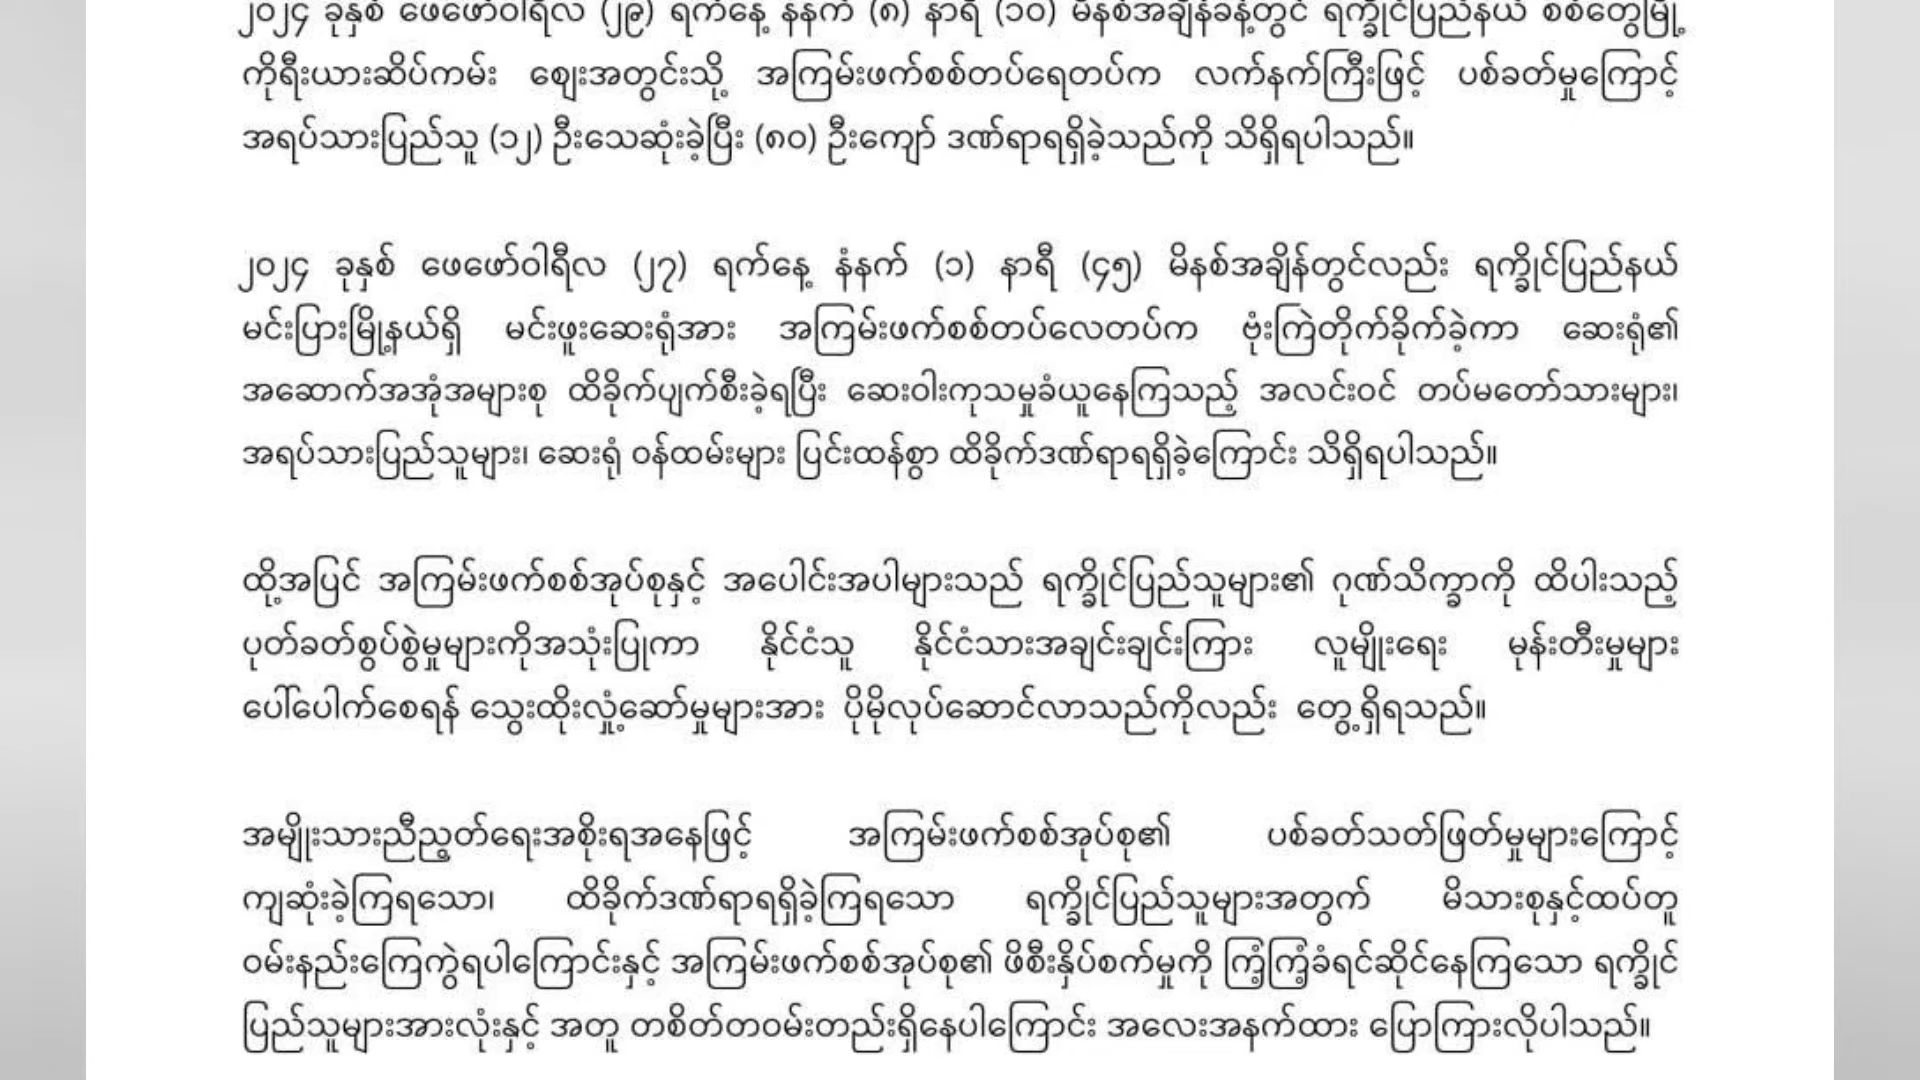 ၂၀၂၄ ခုနှစ် ဖေဖော်ဝါရီလ (၂၉) ရက်နေ့ နံနက် (၈) နာရီ (၁၀) မိနစ်အချိန်ခန့်တွင် ရက္ခိုင်ပြည်နယ် စစ်တွေမြို့
ကိုရီးယားဆိပ်ကမ်း ဈေးအတွင်းသို့ အကြမ်းဖက်စစ်တပ်ရေတပ်က လက်နက်ကြီးဖြင့် ပစ်ခတ်မှုကြောင့်
အရပ်သားပြည်သူ (၁၂) ဦးသေဆုံးခဲ့ပြီး (၈၀) ဦးကျော် ဒဏ်ရာရရှိခဲ့သည်ကို သိရှိရပါသည်။
၂၀၂၄ ခုနှစ် ဖေဖော်ဝါရီလ (၂၇) ရက်နေ့ နံနက် (၁) နာရီ (၄၅) မိနစ်အချိန်တွင်လည်း ရက္ခိုင်ပြည်နယ်
မင်းပြားမြို့နယ်ရှိ မင်းဖူးဆေးရုံအား အကြမ်းဖက်စစ်တပ်လေတပ်က ဗုံးကြဲတိုက်ခိုက်ခဲ့ကာ ဆေးရုံ၏
အဆောက်အအုံအများစု ထိခိုက်ပျက်စီးခဲ့ရပြီး ဆေးဝါးကုသမှုခံယူနေကြသည့် အလင်းဝင် တပ်မတော်သားများ၊
အရပ်သားပြည်သူများ၊ ဆေးရုံ ဝန်ထမ်းများ ပြင်းထန်စွာ ထိခိုက်ဒဏ်ရာရရှိခဲ့ကြောင်း သိရှိရပါသည်။
ထို့အပြင် အကြမ်းဖက်စစ်အုပ်စုနှင့် အပေါင်းအပါများသည် ရက္ခိုင်ပြည်သူများ၏ ဂုဏ်သိက္ခာကို ထိပါးသည့်
ပုတ်ခတ်စွပ်စွဲမှုများကိုအသုံးပြုကာ နိုင်ငံသူ နိုင်ငံသားအချင်းချင်းကြား လူမျိုးရေး မုန်းတီးမှုများ
ပေါ်ပေါက်စေရန် သွေးထိုးလှုံ့ဆော်မှုများအား ပိုမိုလုပ်ဆောင်လာသည်ကိုလည်း တွေ့ရှိရသည်။
အမျိုးသားညီညွတ်ရေးအစိုးရအနေဖြင့် အကြမ်းဖက်စစ်အုပ်စု၏ ပစ်ခတ်သတ်ဖြတ်မှုများကြောင့်
ကျဆုံးခဲ့ကြရသော၊ ထိခိုက်ဒဏ်ရာရရှိခဲ့ကြရသော ရက္ခိုင်ပြည်သူများအတွက် မိသားစုနှင့်ထပ်တူ
ဝမ်းနည်းကြေကွဲရပါကြောင်းနှင့် အကြမ်းဖက်စစ်အုပ်စု၏ ဖိစီးနှိပ်စက်မှုကို ကြံ့ကြံ့ခံရင်ဆိုင်နေကြသော ရက္ခိုင်
ပြည်သူများအားလုံးနှင့် အတူ တစိတ်တဝမ်းတည်းရှိနေပါကြောင်း အလေးအနက်ထား ပြောကြားလိုပါသည်။